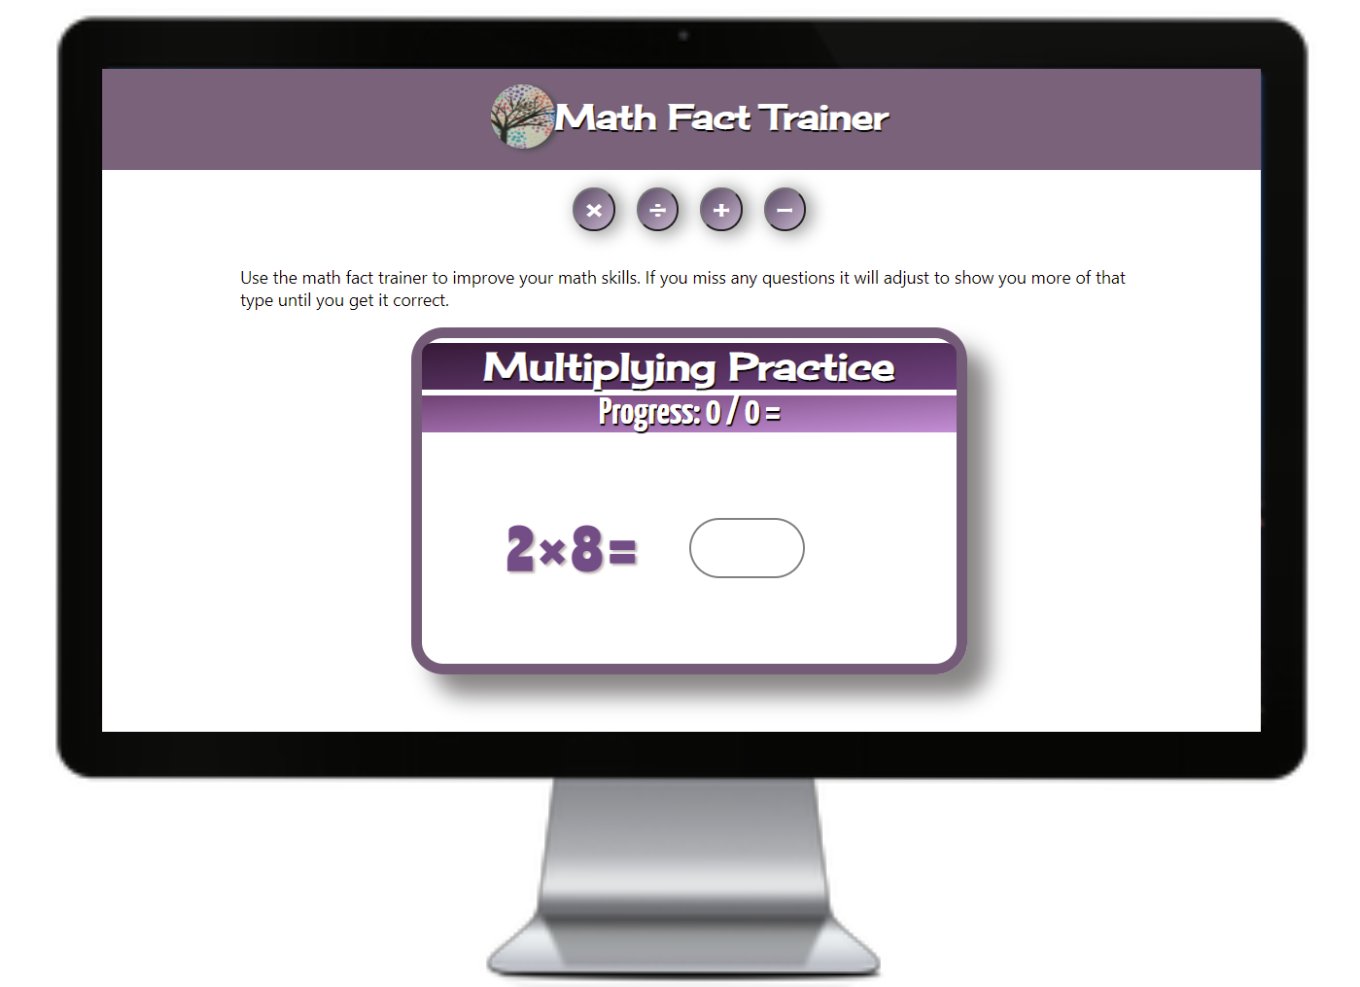 Math Fact Trainer
× ÷ + −
Use the math fact trainer to improve your math skills. If you miss any questions it will adjust to show you more of that
type until you get it correct.
Multiplying Practice
Progress: 0 / 0 =
2×8=